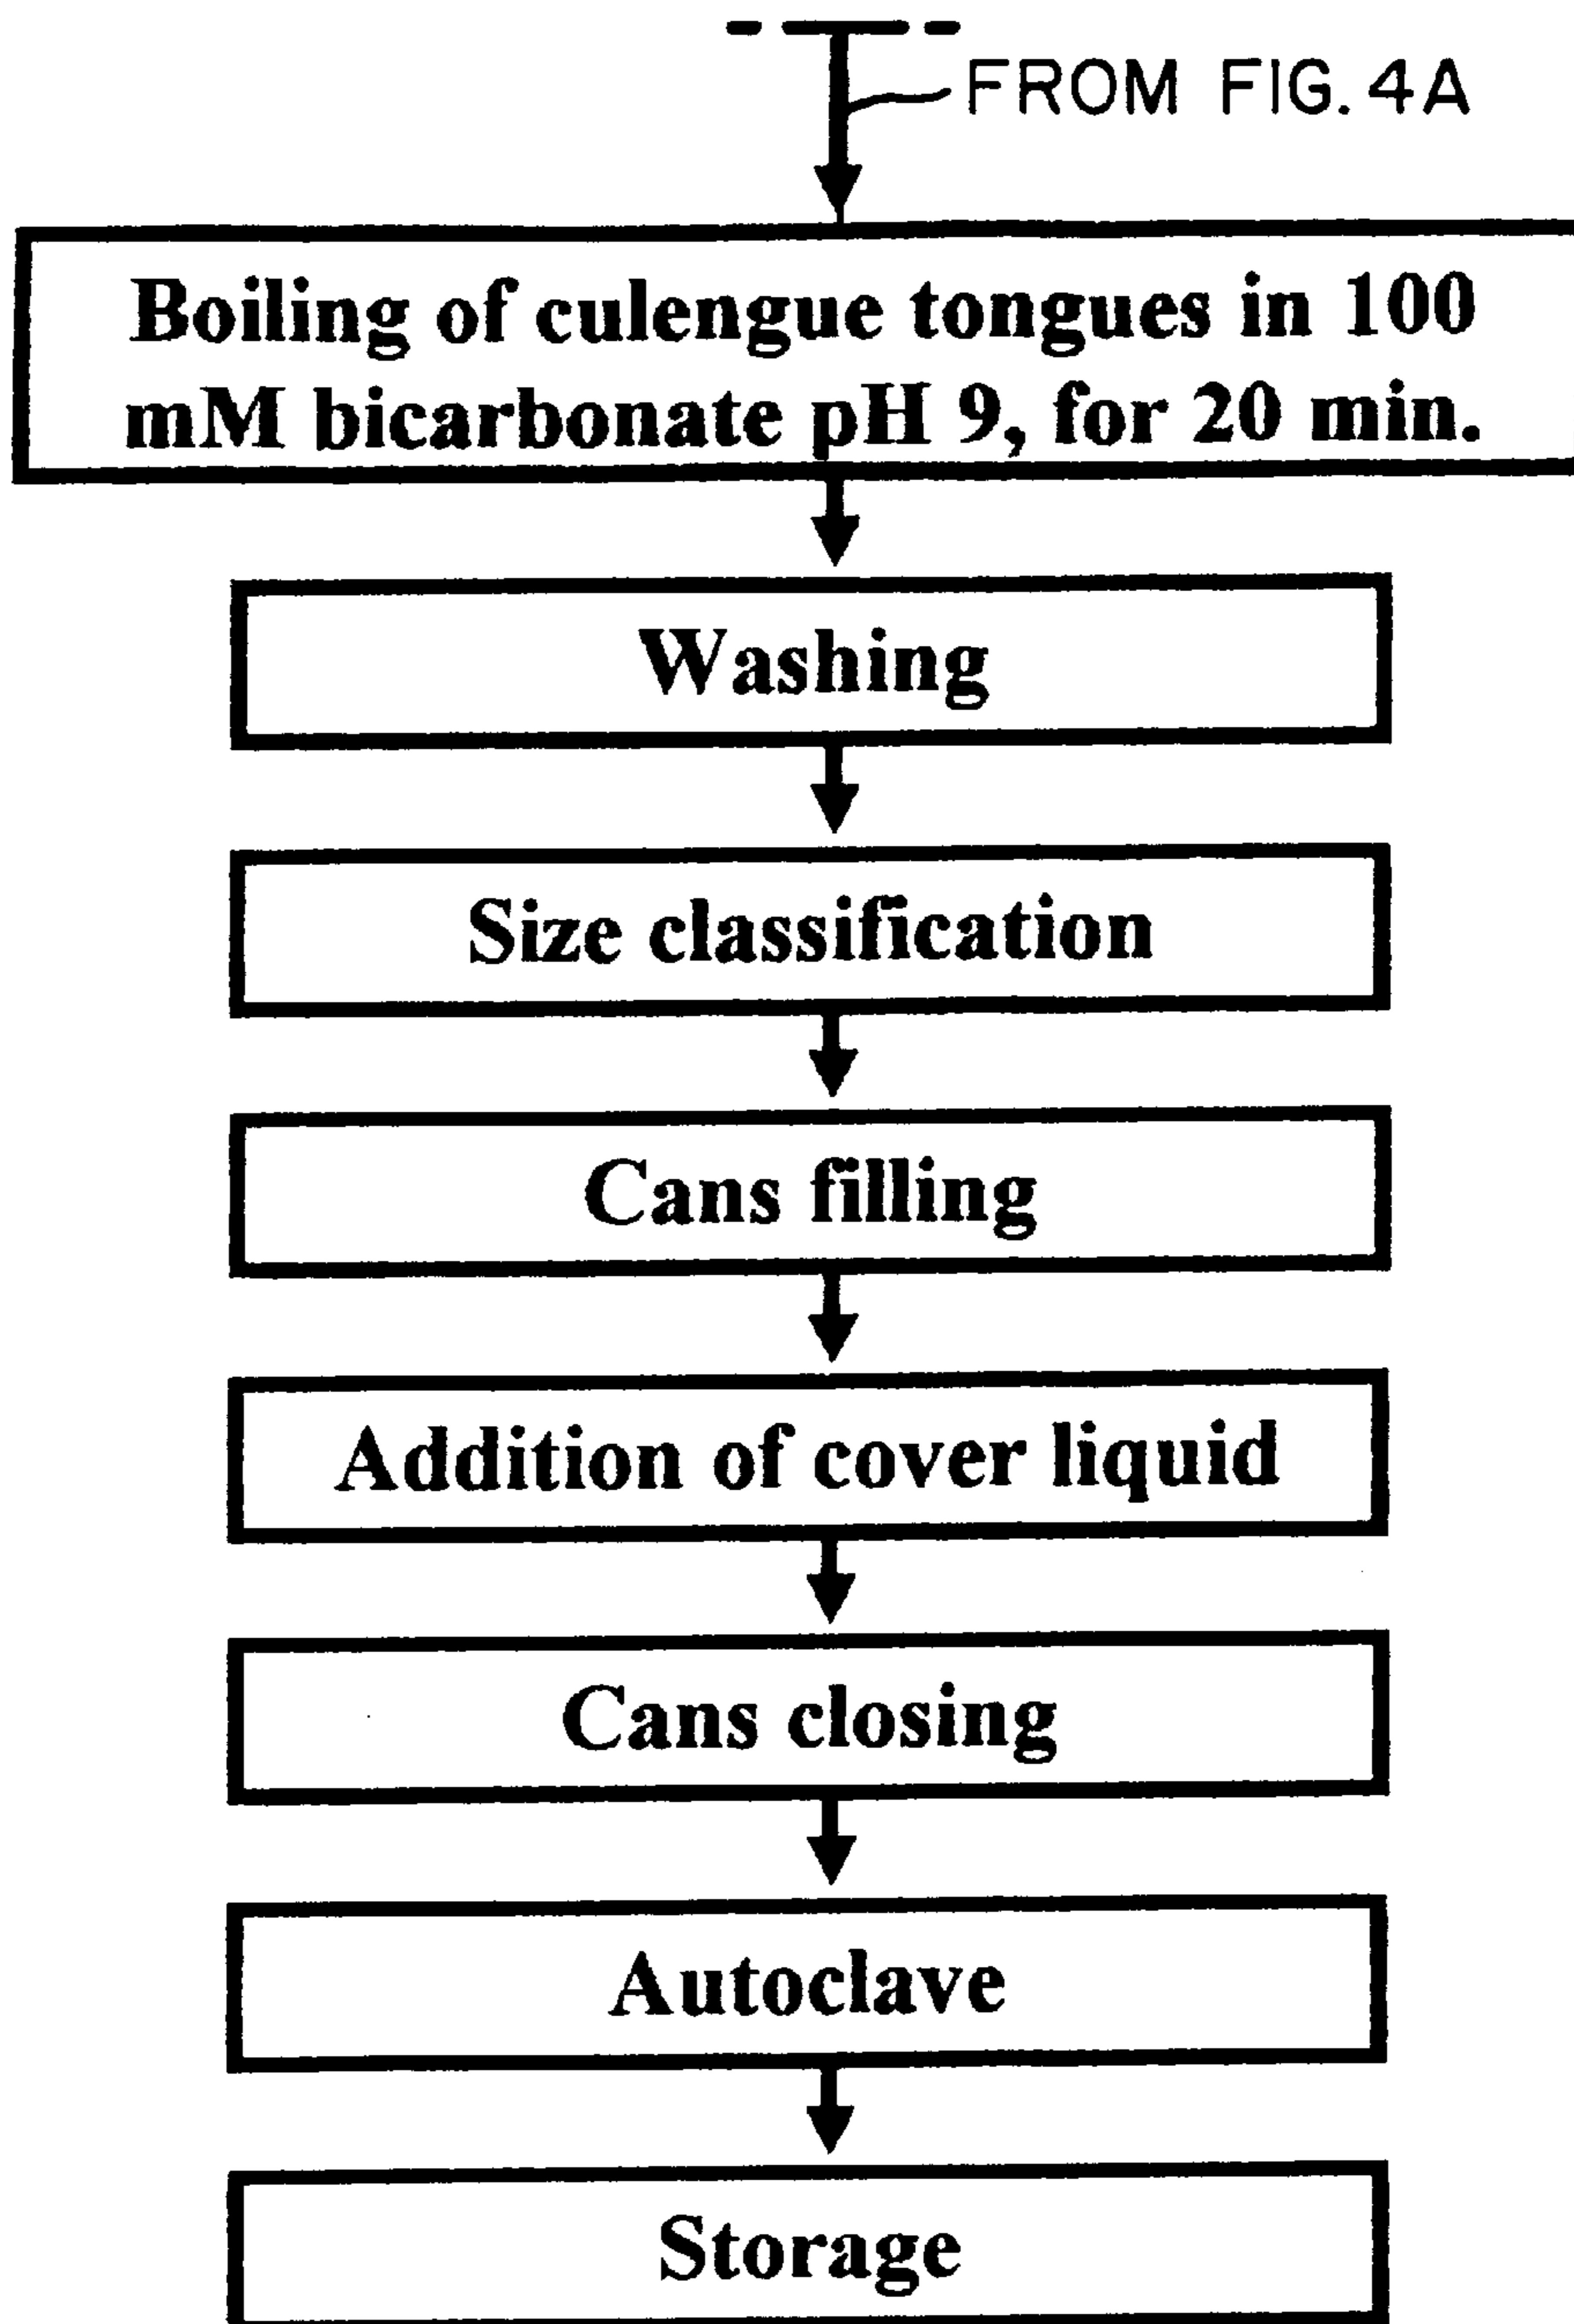 FROM FIG. 4A
Boiling of culengue tongues in 100
mM bicarbonate pH 9, for 20 min.
Washing
Size classification
Cans filling
Addition of cover liquid
Cans closing
Autoclave
Storage